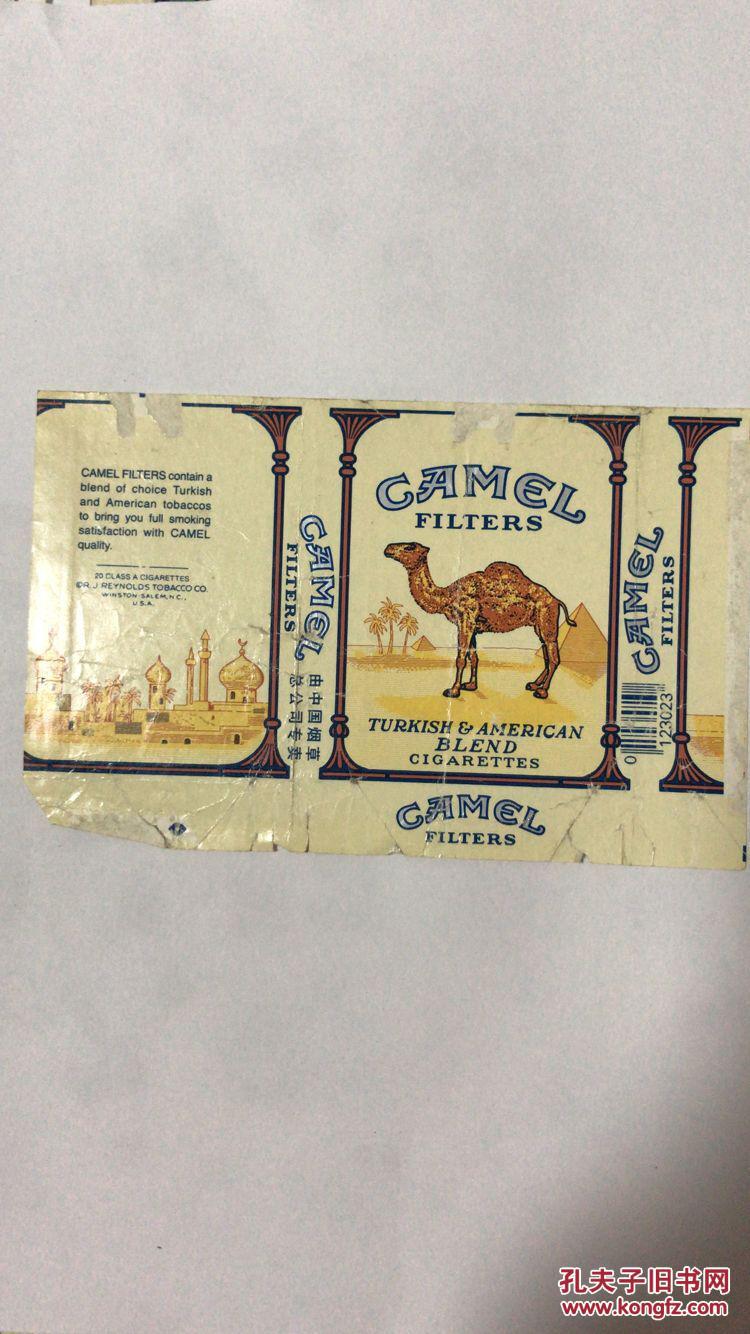 CAMEL FILTERS contain a
blend of choice Turkish
and American tobaccos
to bring you full smoking
satisfaction with CAMEL
quality.
20 CLASS A CIGARETTES
©R.J. REYNOLDS TOBACCO CO.
WINSTON-SALEM, N.C.,
U.S.A.
CAMEL
FILTERS
由中国烟草
总公司专卖
CAMEL
FILTERS
TURKISH & AMERICAN
BLEND
CIGARETTES
CAMEL
FILTERS
CAMEL
FILTERS
0 123023
孔夫子旧书网
www.kongfz.com